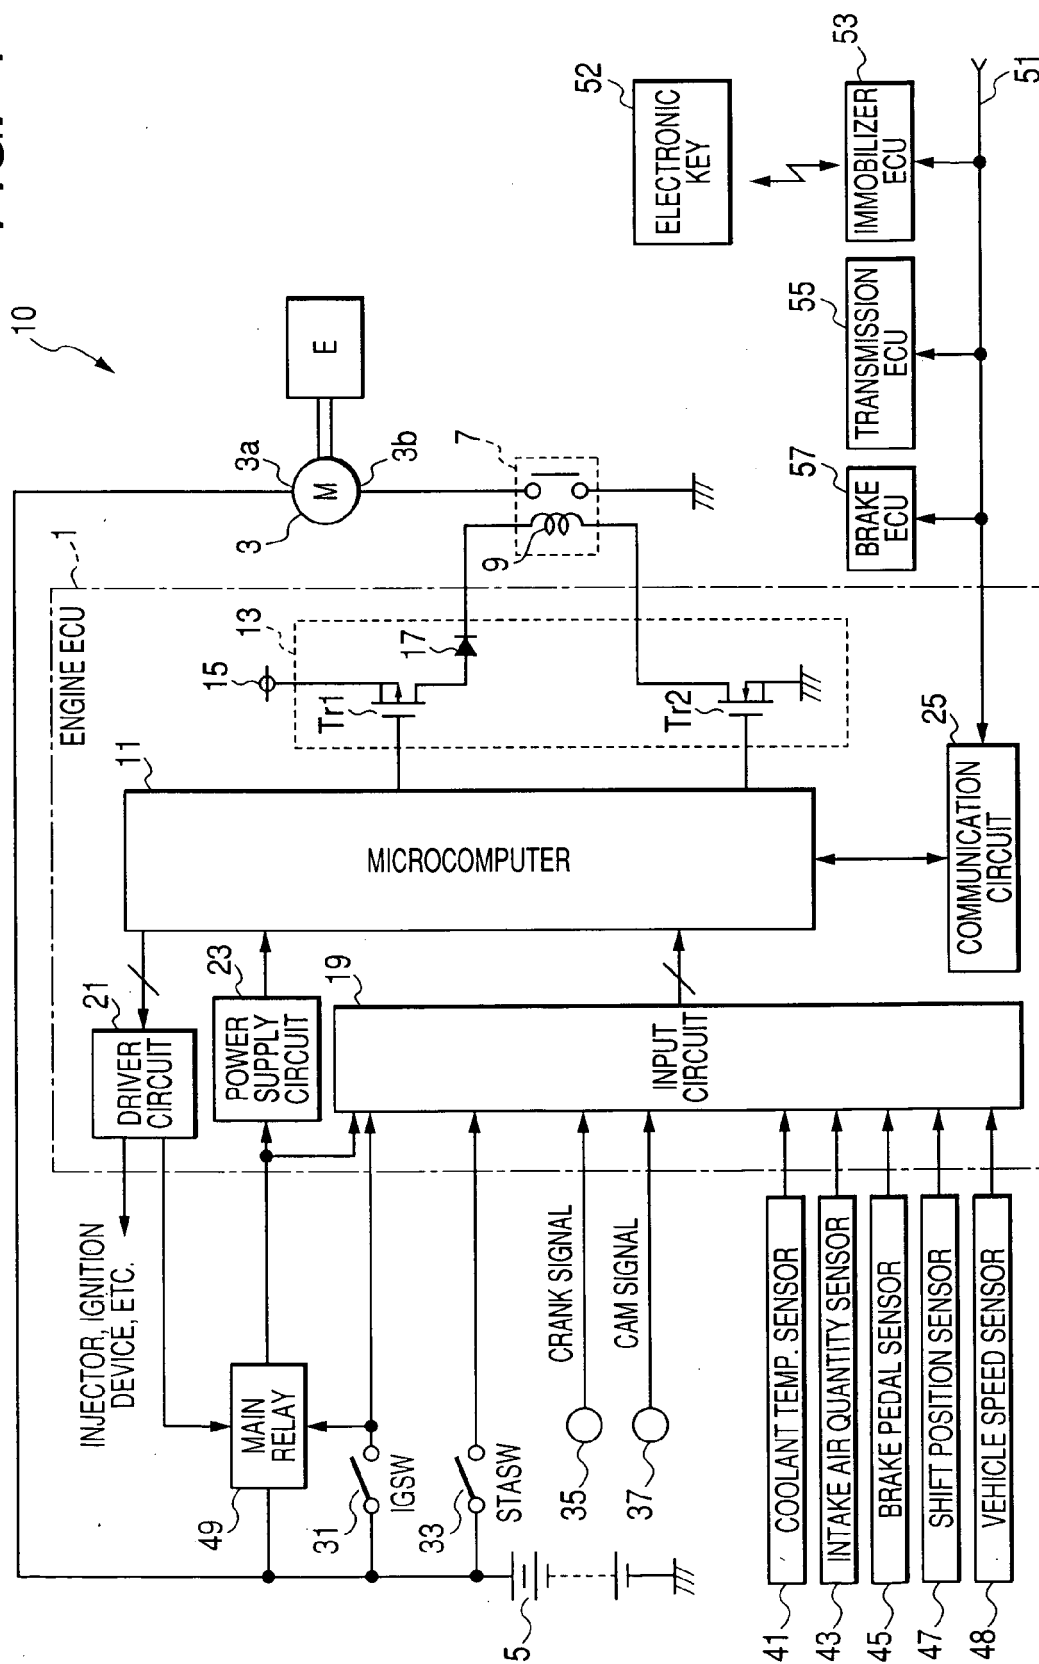 10
E
M
3a
3b
3
7
9
1
ENGINE ECU
13
15
17
Tr1
Tr2
11
MICROCOMPUTER
21
DRIVER
CIRCUIT
23
POWER
SUPPLY
CIRCUIT
19
INPUT
CIRCUIT
25
COMMUNICATION
CIRCUIT
52
ELECTRONIC
KEY
53
IMMOBILIZER
ECU
55
TRANSMISSION
ECU
57
BRAKE
ECU
51
INJECTOR, IGNITION
DEVICE, ETC.
MAIN
RELAY
49
31
IGSW
33
STASW
5
CRANK SIGNAL
35
CAM SIGNAL
37
41
COOLANT TEMP. SENSOR
43
INTAKE AIR QUANTITY SENSOR
45
BRAKE PEDAL SENSOR
47
SHIFT POSITION SENSOR
48
VEHICLE SPEED SENSOR